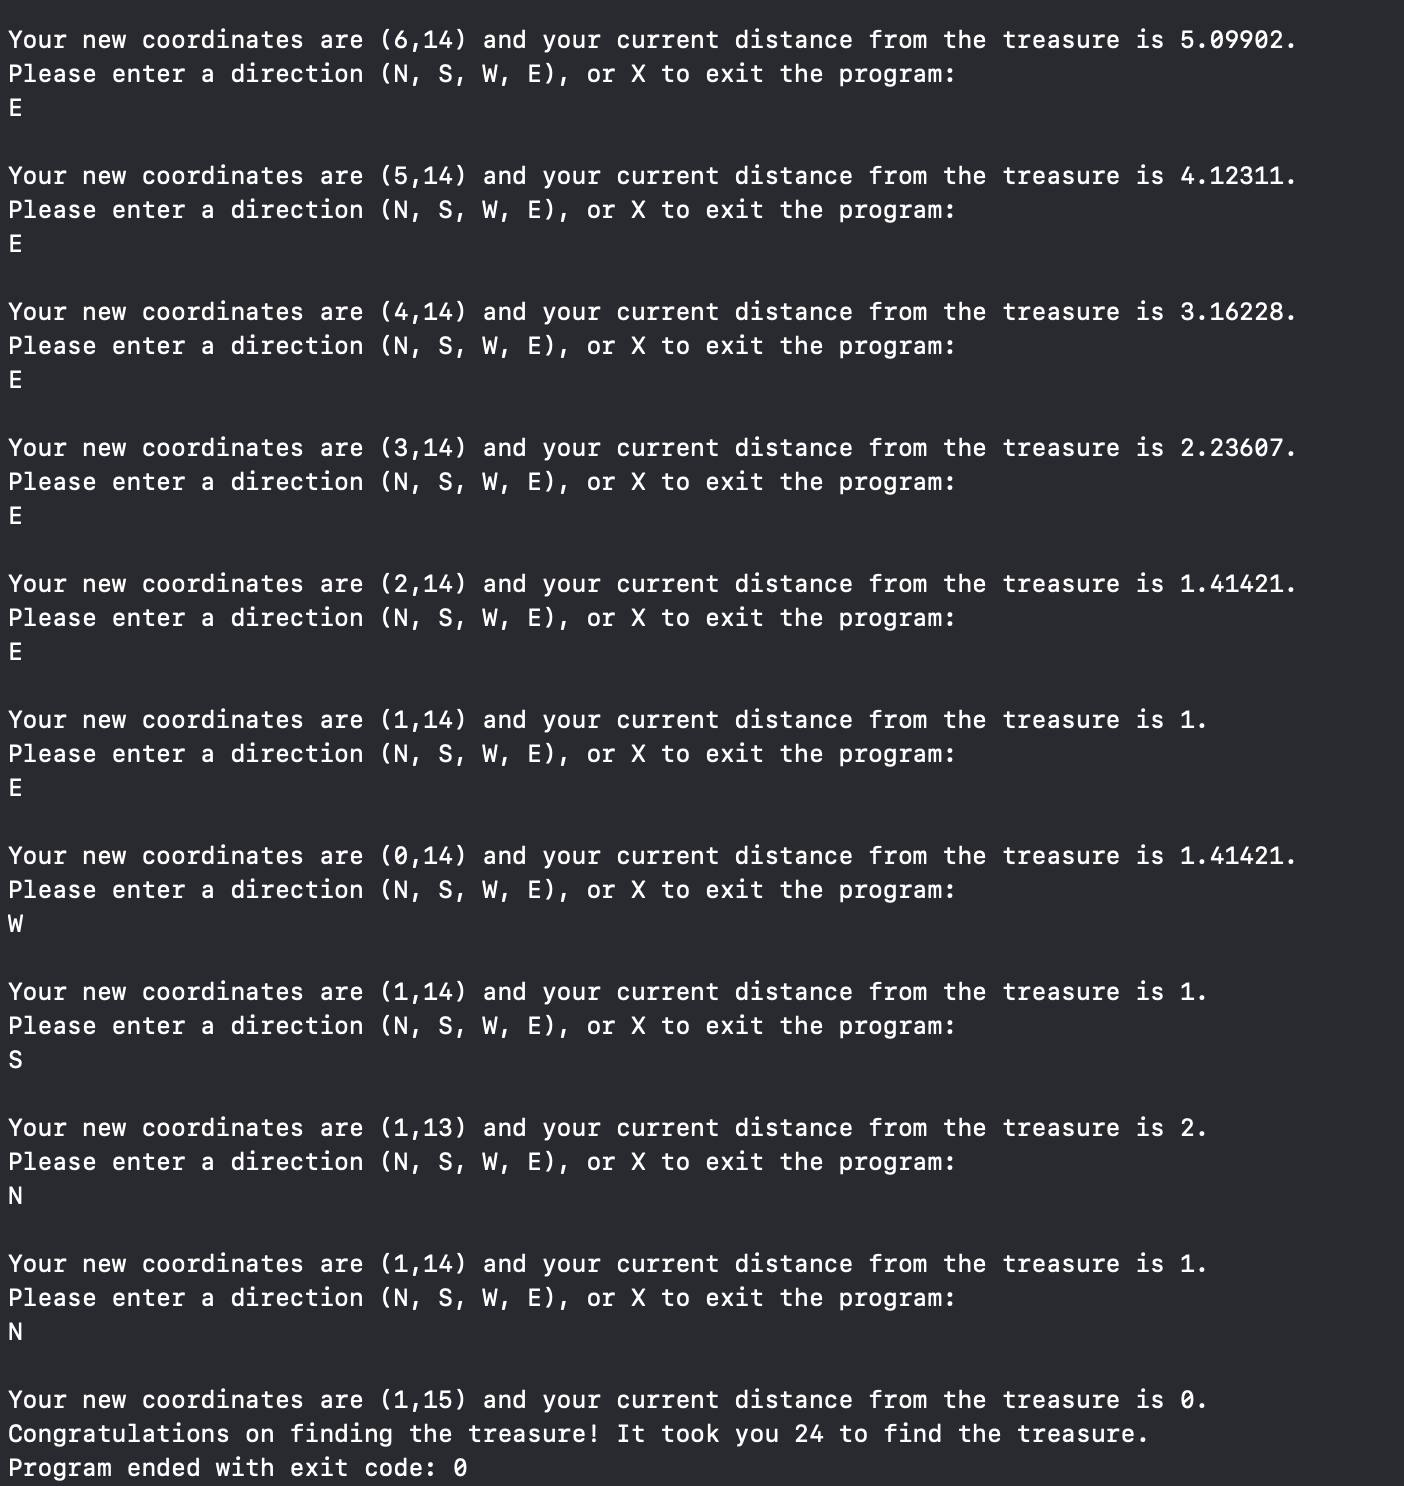 Your new coordinates are (6,14) and your current distance from the treasure is 5.09902.
Please enter a direction (N, S, W, E), or X to exit the program:
E
Your new coordinates are (5,14) and your current distance from the treasure is 4.12311.
Please enter a direction (N, S, W, E), or X to exit the program:
E
Your new coordinates are (4,14) and your current distance from the treasure is 3.16228.
Please enter a direction (N, S, W, E), or X to exit the program:
E
Your new coordinates are (3,14) and your current distance from the treasure is 2.23607.
Please enter a direction (N, S, W, E), or X to exit the program:
E
Your new coordinates are (2,14) and your current distance from the treasure is 1.41421.
Please enter a direction (N, S, W, E), or X to exit the program:
E
Your new coordinates are (1,14) and your current distance from the treasure is 1.
Please enter a direction (N, S, W, E), or X to exit the program:
E
Your new coordinates are (0,14) and your current distance from the treasure is 1.41421.
Please enter a direction (N, S, W, E), or X to exit the program:
W
Your new coordinates are (1,14) and your current distance from the treasure is 1.
Please enter a direction (N, S, W, E), or X to exit the program:
S
Your new coordinates are (1,13) and your current distance from the treasure is 2.
Please enter a direction (N, S, W, E), or X to exit the program:
N
Your new coordinates are (1,14) and your current distance from the treasure is 1.
Please enter a direction (N, S, W, E), or X to exit the program:
N
Your new coordinates are (1,15) and your current distance from the treasure is 0.
Congratulations on finding the treasure! It took you 24 to find the treasure.
Program ended with exit code: 0